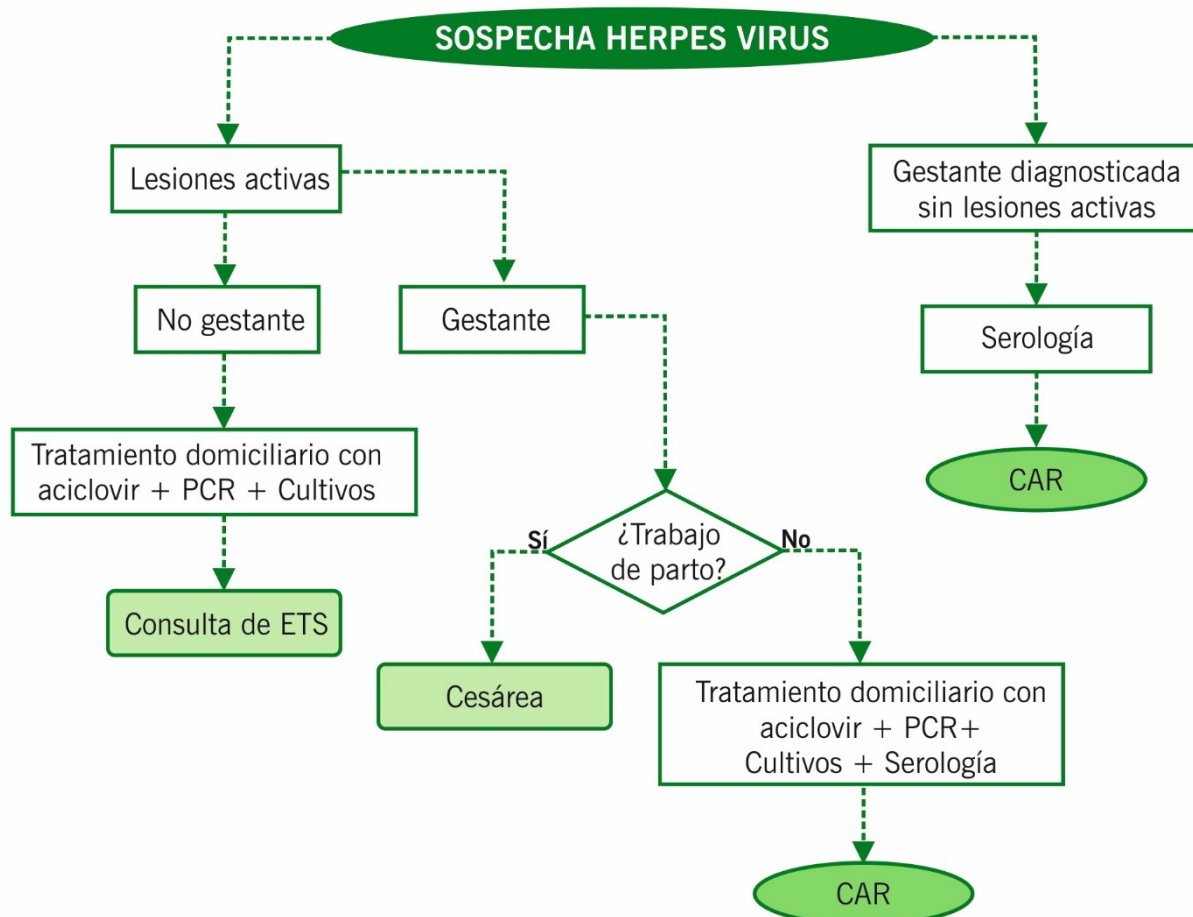 SOSPECHA HERPES VIRUS
Lesiones activas
Gestante diagnosticada
sin lesiones activas
No gestante
Gestante
Serología
Tratamiento domiciliario con
aciclovir + PCR + Cultivos
CAR
Sí
¿Trabajo
de parto?
No
Consulta de ETS
Cesárea
Tratamiento domiciliario con
aciclovir + PCR+
Cultivos + Serología
CAR